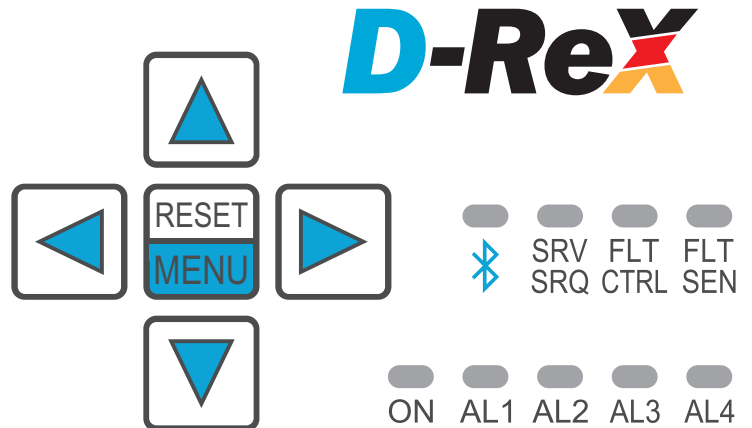 D-ReX
RESET
MENU
SRV FLT FLT
SRQ CTRL SEN
ON AL1 AL2 AL3 AL4